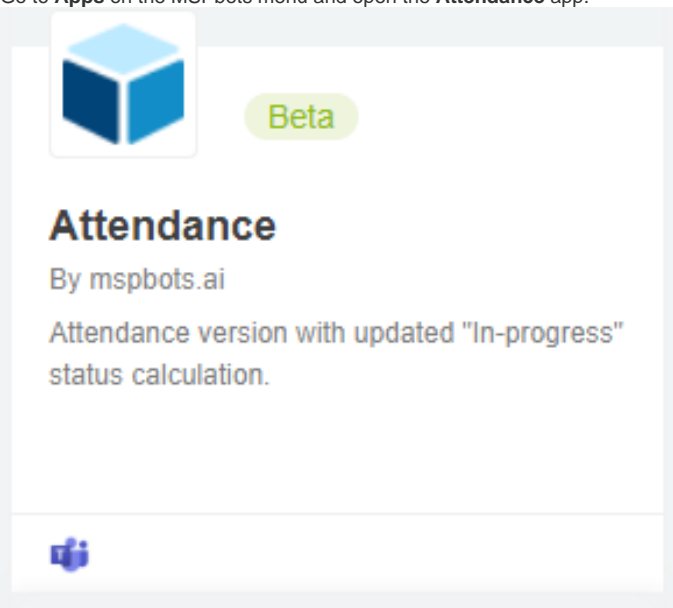 Go to Apps on the MSPbots menu and open the Attendance app.
Beta
Attendance
By mspbots.ai
Attendance version with updated "In-progress"
status calculation.